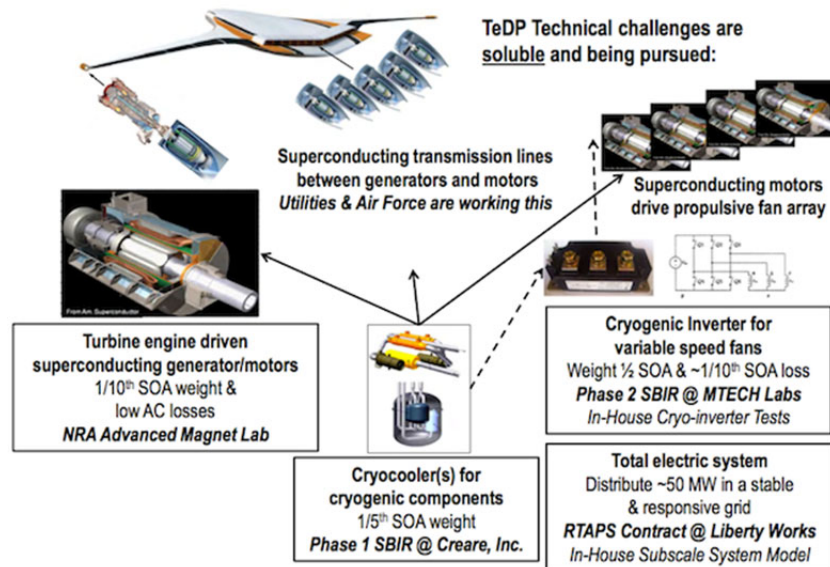 TeDP Technical challenges are
soluble and being pursued:
Superconducting transmission lines
between generators and motors
Utilities & Air Force are working this
Superconducting motors
drive propulsive fan array
From Am. Superconductor
Turbine engine driven
superconducting generator/motors
1/10th SOA weight &
low AC losses
NRA Advanced Magnet Lab
Cryocooler(s) for
cryogenic components
1/5th SOA weight
Phase 1 SBIR @ Creare, Inc.
Cryogenic Inverter for
variable speed fans
Weight ½ SOA & ~1/10th SOA loss
Phase 2 SBIR @ MTECH Labs
In-House Cryo-inverter Tests
Total electric system
Distribute ~50 MW in a stable
& responsive grid
RTAPS Contract @ Liberty Works
In-House Subscale System Model